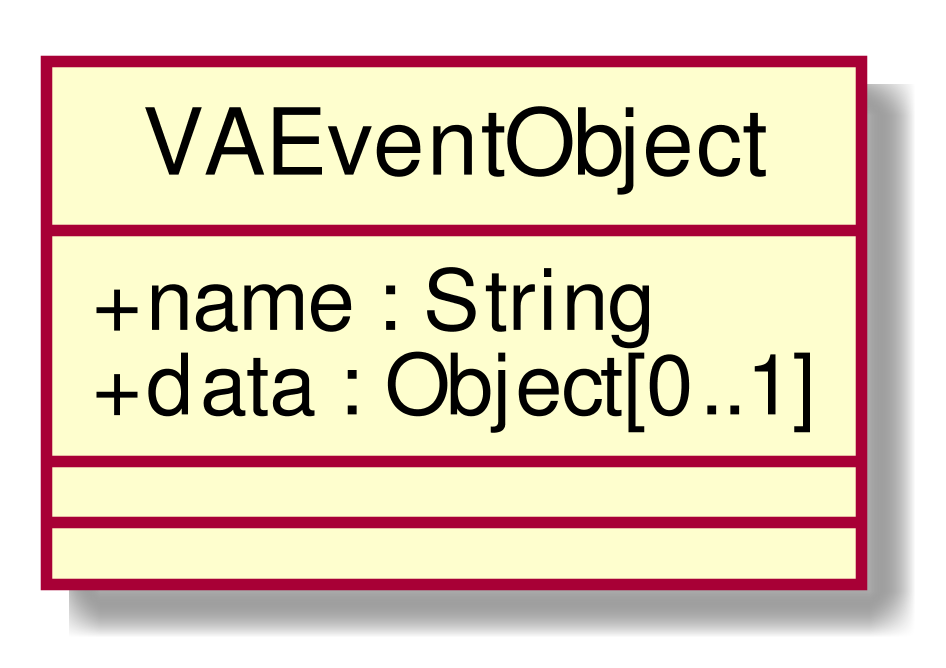 VAEventObject
+name : String
+data : Object[0..1]